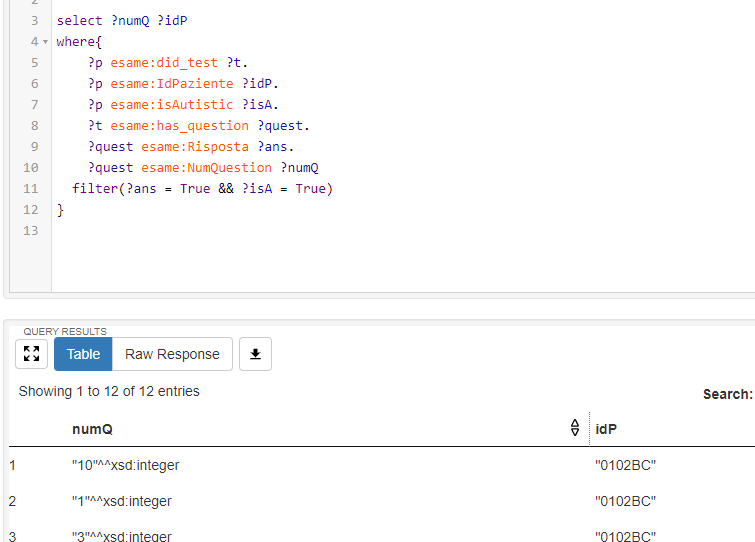 3 select ?numQ ?idP
4 where{
5 ?p esame:did_test ?t.
6 ?p esame:IdPaziente ?idP.
7 ?p esame:isAutistic ?isA.
8 ?t esame:has_question ?quest.
9 ?quest esame:Risposta ?ans.
10 ?quest esame:NumQuestion ?numQ
11 filter(?ans = True && ?isA = True)
12 }
13
QUERY RESULTS
Table Raw Response
Showing 1 to 12 of 12 entries
Search:
numQ idP
1 "10"^^xsd:integer "0102BC"
2 "1"^^xsd:integer "0102BC"
3 "3"^^xsd:integer "0102BC"